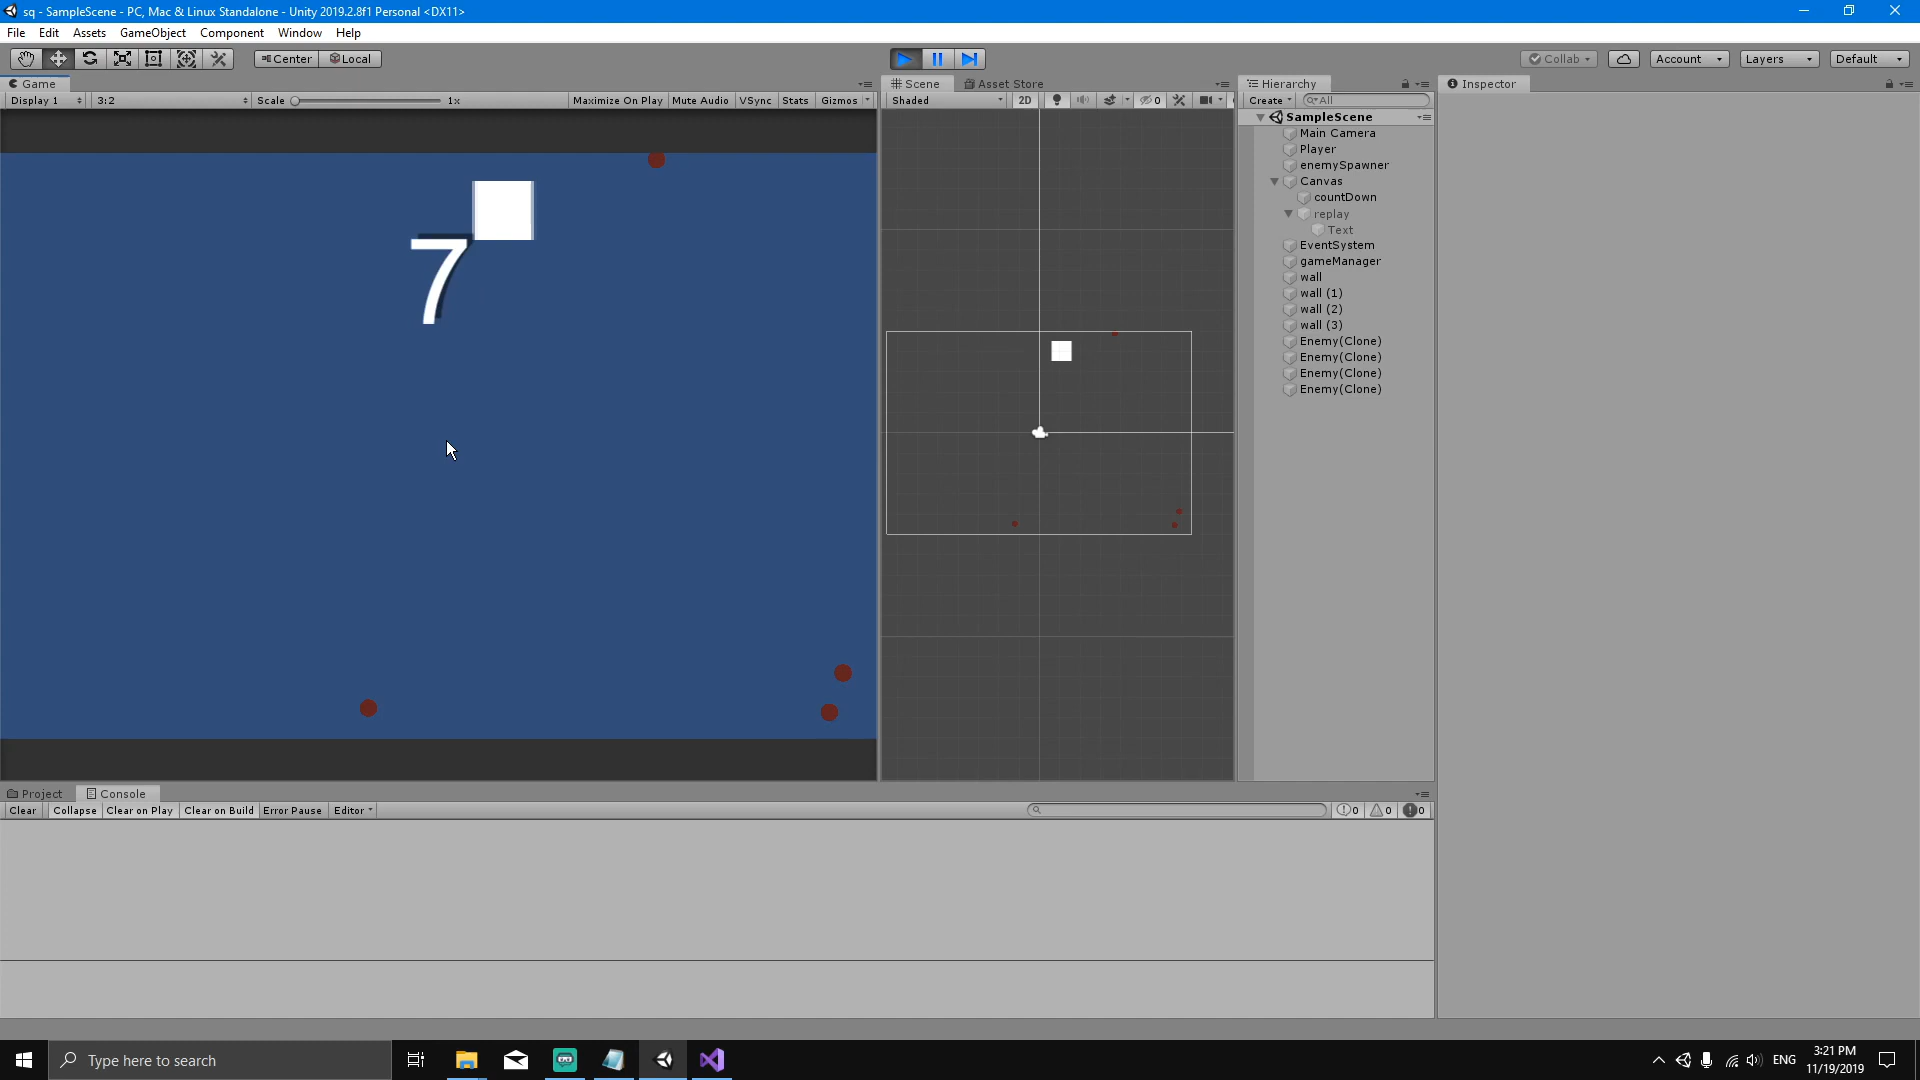 sq - SampleScene - PC, Mac & Linux Standalone - Unity 2019.2.8f1 Personal <DX11>
File Edit Assets GameObject Component Window Help
Center Local Collab Account Layers Default
Game Scene Asset Store Hierarchy Inspector
Display 1 3:2 Scale 1x Maximize On Play Mute Audio VSync Stats Gizmos Shaded 2D 0 Create All
SampleScene
Main Camera
Player
enemySpawner
Canvas
countDown
replay
Text
EventSystem
gameManager
wall
wall (1)
wall (2)
wall (3)
Enemy(Clone)
Enemy(Clone)
Enemy(Clone)
Enemy(Clone)
7
Project Console
Clear Collapse Clear on Play Clear on Build Error Pause Editor 0 0 0
Type here to search
ENG
3:21 PM
11/19/2019